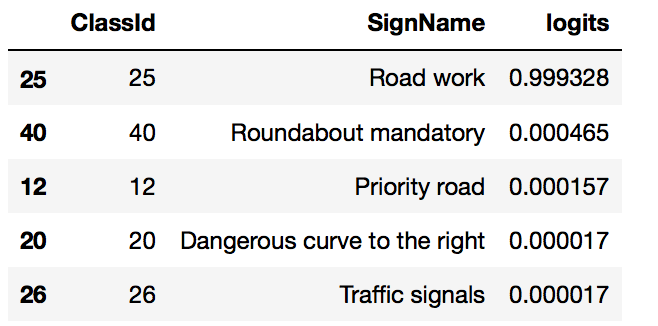 ClassId SignName logits
25 25 Road work 0.999328
40 40 Roundabout mandatory 0.000465
12 12 Priority road 0.000157
20 20 Dangerous curve to the right 0.000017
26 26 Traffic signals 0.000017